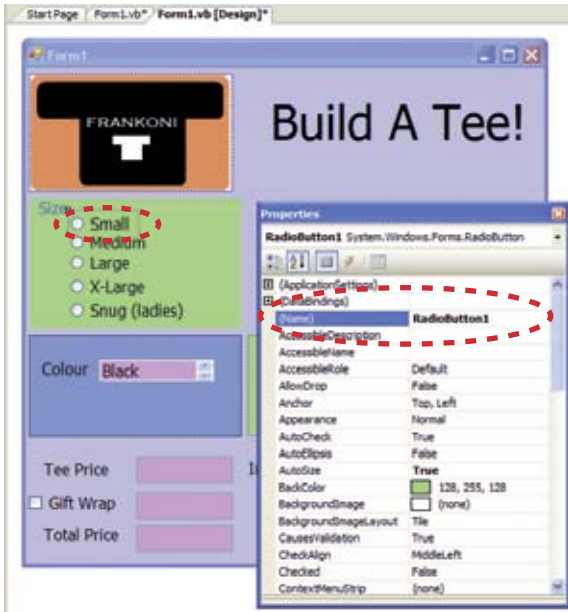 Start Page Form1.vb* Form1.vb [Design]*
Form1
FRANKONI
T
Build A Tee!
Size
Small
Medium
Large
X-Large
Snug (ladies)
Colour Black
Tee Price
Gift Wrap
Total Price
Properties
RadioButton1 System.Windows.Forms.RadioButton
(ApplicationSettings)
(DataBindings)
(Name) RadioButton1
AccessibleDescription
AccessibleName
AccessibleRole Default
AllowDrop False
Anchor Top, Left
Appearance Normal
AutoCheck True
AutoEllipsis False
AutoSize True
BackColor 128, 255, 128
BackgroundImage (none)
BackgroundImageLayout Tile
CausesValidation True
CheckAlign MiddleLeft
Checked False
ContextMenuStrip (none)